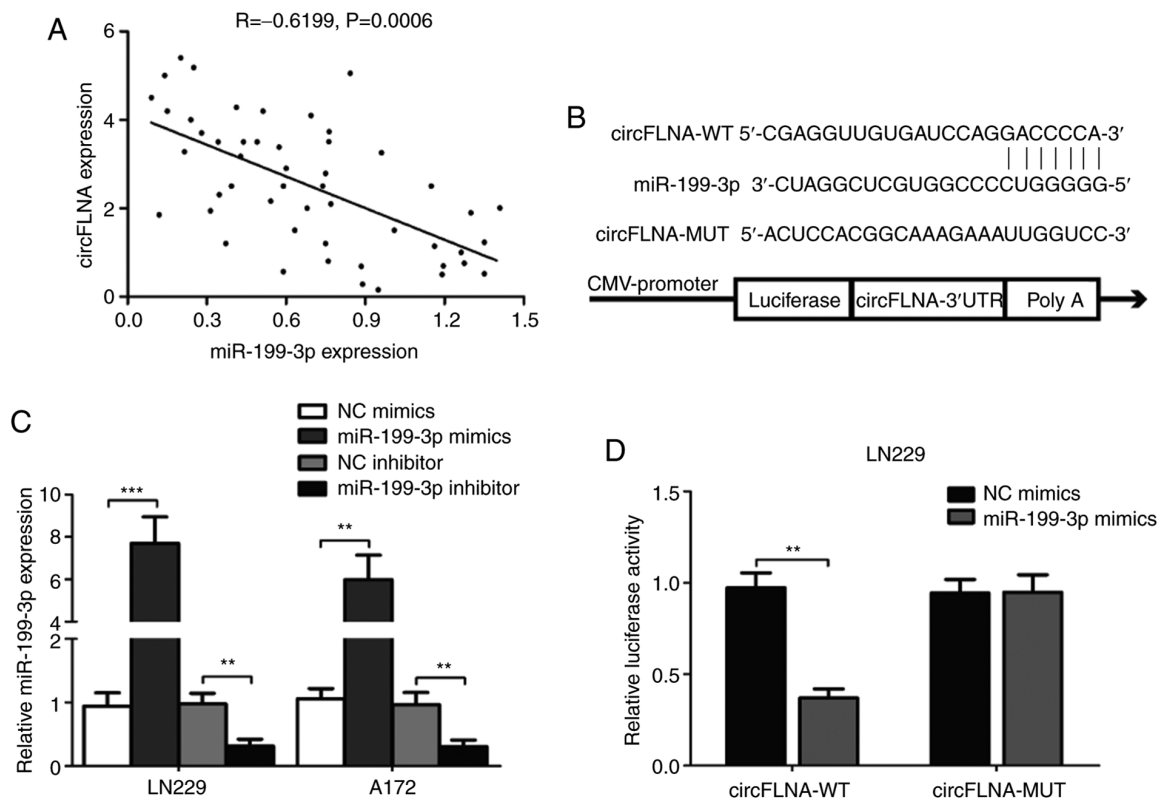 A
R=−0.6199, P=0.0006
circFLNA expression
6
4
2
0
0.0 0.3 0.6 0.9 1.2 1.5
miR-199-3p expression
B
circFLNA-WT 5′-CGAGGUUGUGAUCCAGGACCCCA-3′
miR-199-3p 3′-CUAGGCUCGUGGCCCCUGGGGG-5′
circFLNA-MUT 5′-ACUCCACGGCAAAGAAAUUGGUCC-3′
CMV-promoter
Luciferase circFLNA-3′UTR Poly A
C
NC mimics
miR-199-3p mimics
NC inhibitor
miR-199-3p inhibitor
Relative miR-199-3p expression
10
8
6
4
2
1
0
*** ** ** **
LN229 A172
D
LN229
NC mimics
miR-199-3p mimics
Relative luciferase activity
1.5
1.0
0.5
0.0
**
circFLNA-WT circFLNA-MUT